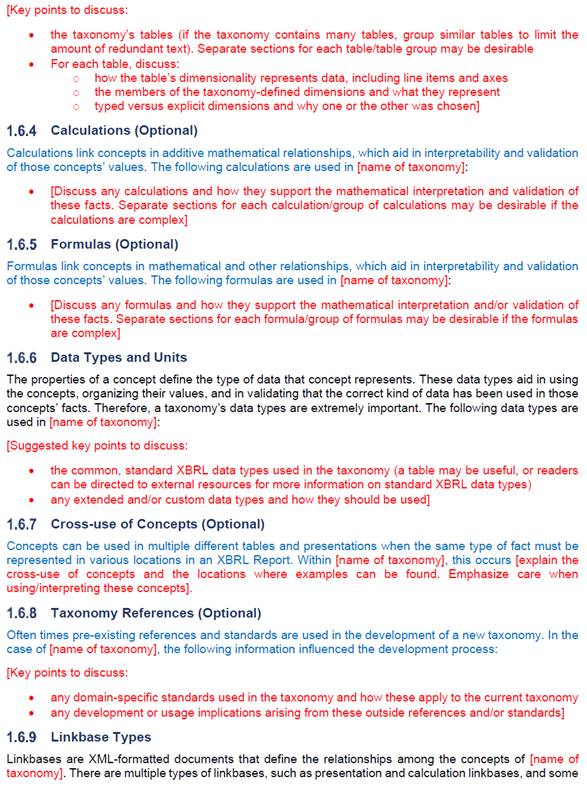 [Key points to discuss:
• the taxonomy's tables (if the taxonomy contains many tables, group similar tables to limit the
amount of redundant text). Separate sections for each table/table group may be desirable
• For each table, discuss:
○ how the table's dimensionality represents data, including line items and axes
○ the members of the taxonomy-defined dimensions and what they represent
○ typed versus explicit dimensions and why one or the other was chosen]
1.6.4 Calculations (Optional)
Calculations link concepts in additive mathematical relationships, which aid in interpretability and validation
of those concepts' values. The following calculations are used in [name of taxonomy]:
• [Discuss any calculations and how they support the mathematical interpretation and validation of
these facts. Separate sections for each calculation/group of calculations may be desirable if the
calculations are complex]
1.6.5 Formulas (Optional)
Formulas link concepts in mathematical and other relationships, which aid in interpretability and validation
of those concepts' values. The following formulas are used in [name of taxonomy]:
• [Discuss any formulas and how they support the mathematical interpretation and/or validation of
these facts. Separate sections for each formula/group of formulas may be desirable if the formulas
are complex]
1.6.6 Data Types and Units
The properties of a concept define the type of data that concept represents. These data types aid in using
the concepts, organizing their values, and in validating that the correct kind of data has been used in those
concepts' facts. Therefore, a taxonomy's data types are extremely important. The following data types are
used in [name of taxonomy]:
[Suggested key points to discuss:
• the common, standard XBRL data types used in the taxonomy (a table may be useful, or readers
can be directed to external resources for more information on standard XBRL data types)
• any extended and/or custom data types and how they should be used]
1.6.7 Cross-use of Concepts (Optional)
Concepts can be used in multiple different tables and presentations when the same type of fact must be
represented in various locations in an XBRL Report. Within [name of taxonomy], this occurs [explain the
cross-use of concepts and the locations where examples can be found. Emphasize care when
using/interpreting these concepts].
1.6.8 Taxonomy References (Optional)
Often times pre-existing references and standards are used in the development of a new taxonomy. In the
case of [name of taxonomy], the following information influenced the development process:
[Key points to discuss:
• any domain-specific standards used in the taxonomy and how these apply to the current taxonomy
• any development or usage implications arising from these outside references and/or standards]
1.6.9 Linkbase Types
Linkbases are XML-formatted documents that define the relationships among the concepts of [name of
taxonomy]. There are multiple types of linkbases, such as presentation and calculation linkbases, and some